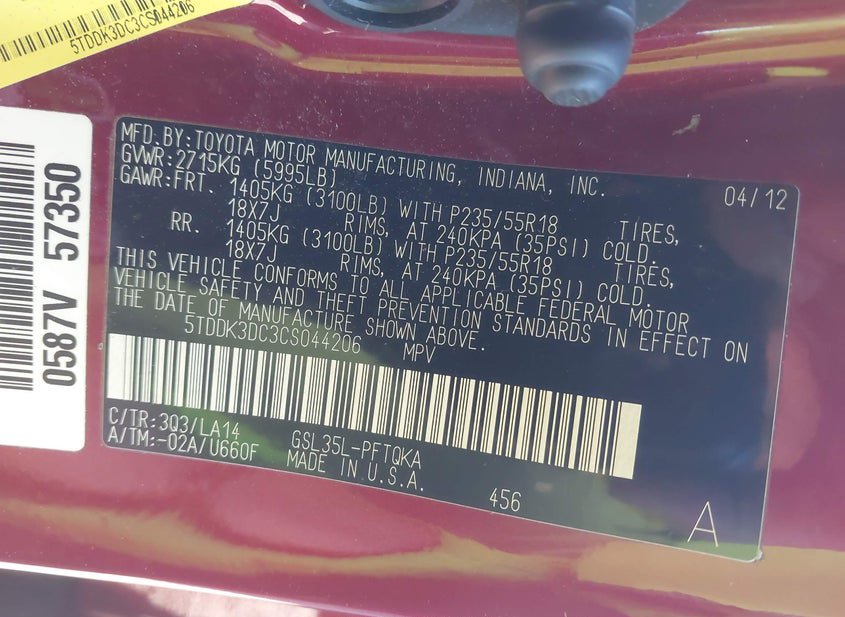 5TDDK3DC3CS044206
0587V 57350
MFD.BY:TOYOTA MOTOR MANUFACTURING, INDIANA, INC. 04/12
GVWR:2715KG (5995LB)
GAWR:FRT. 1405KG (3100LB) WITH P235/55R18 TIRES,
18X7J RIMS, AT 240KPA (35PSI) COLD.
RR. 1405KG (3100LB) WITH P235/55R18 TIRES,
18X7J RIMS, AT 240KPA (35PSI) COLD.
THIS VEHICLE CONFORMS TO ALL APPLICABLE FEDERAL MOTOR
VEHICLE SAFETY AND THEFT PREVENTION STANDARDS IN EFFECT ON
THE DATE OF MANUFACTURE SHOWN ABOVE.
5TDDK3DC3CS044206 MPV
C/TR:3Q3/LA14 GSL35L-PFTQKA
A/TM:-02A/U660F MADE IN U.S.A.
456
A